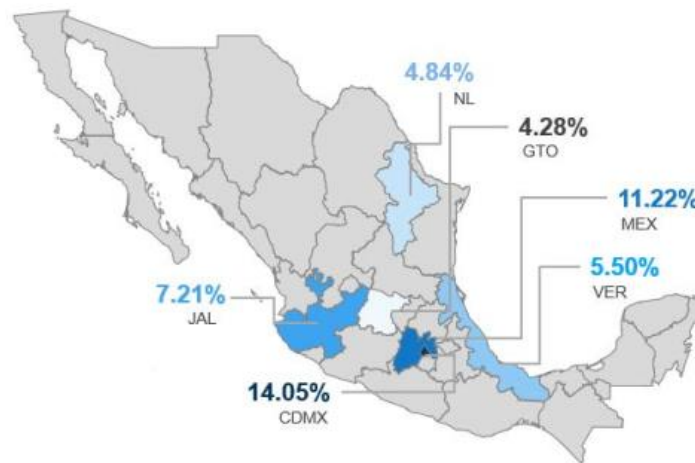 4.84%
NL
4.28%
GTO
11.22%
MEX
5.50%
VER
7.21%
JAL
14.05%
CDMX